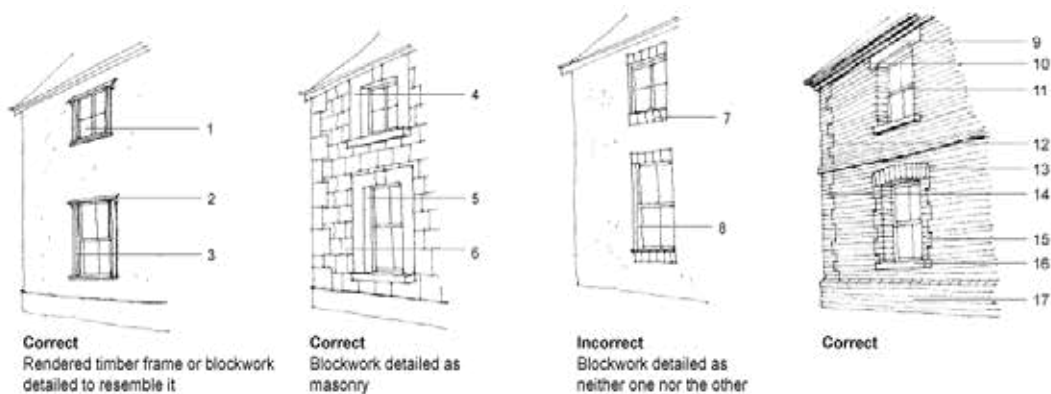 1
2
3
4
5
6
7
8
9
10
11
12
13
14
15
16
17
Correct
Rendered timber frame or blockwork
detailed to resemble it
Correct
Blockwork detailed as
masonry
Incorrect
Blockwork detailed as
neither one nor the other
Correct